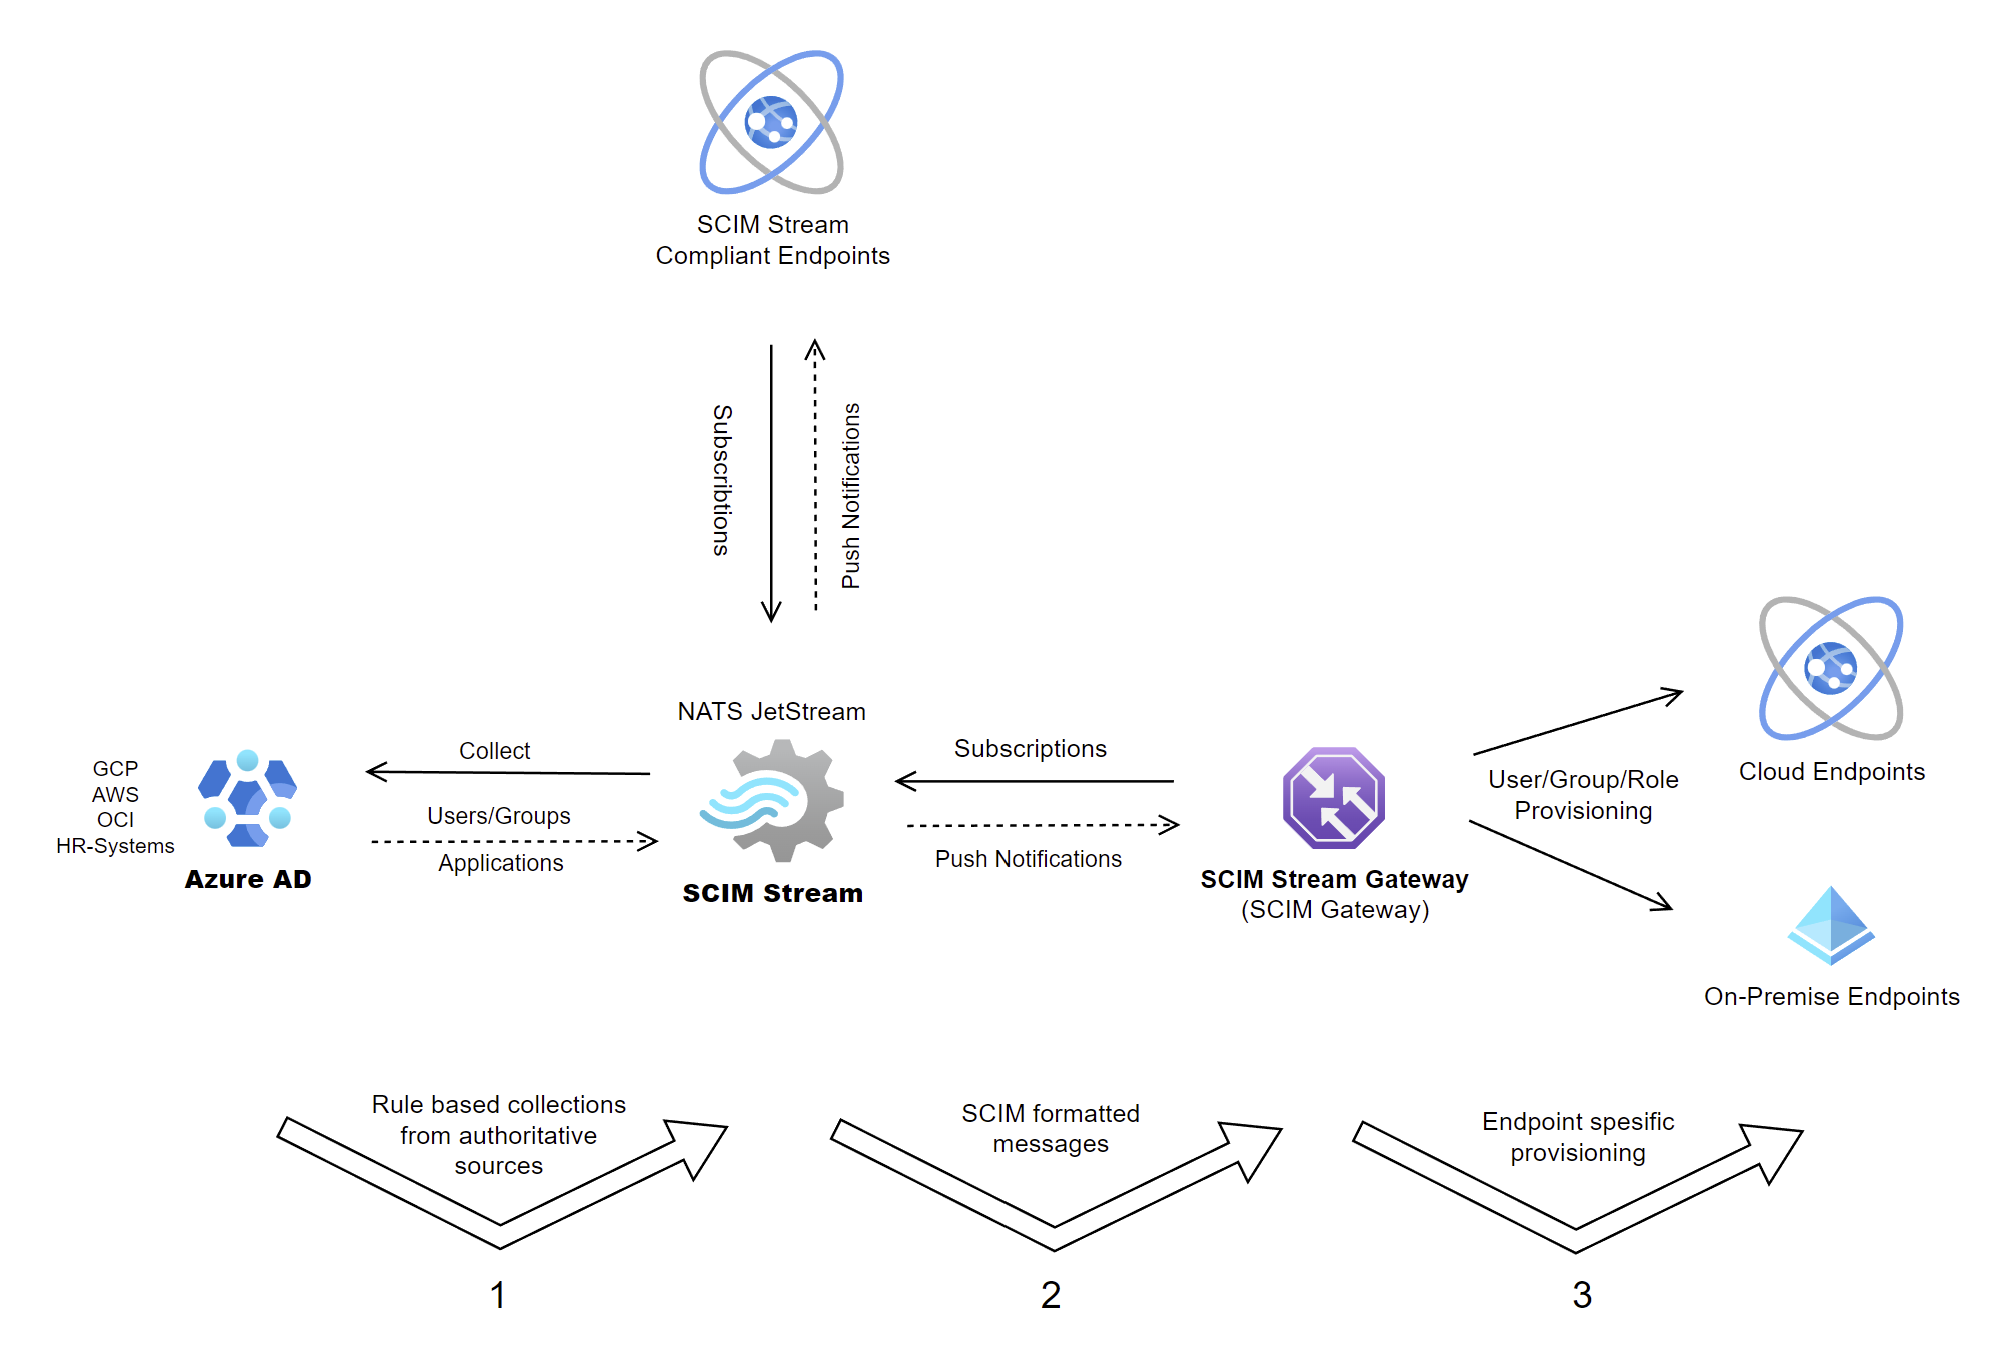 SCIM Stream
Compliant Endpoints
Subscribtions
Push Notifications
NATS JetStream
SCIM Stream
GCP
AWS
OCI
HR-Systems
Azure AD
Collect
Users/Groups
Applications
Subscriptions
Push Notifications
SCIM Stream Gateway
(SCIM Gateway)
User/Group/Role
Provisioning
Cloud Endpoints
On-Premise Endpoints
Rule based collections
from authoritative
sources
1
SCIM formatted
messages
2
Endpoint spesific
provisioning
3